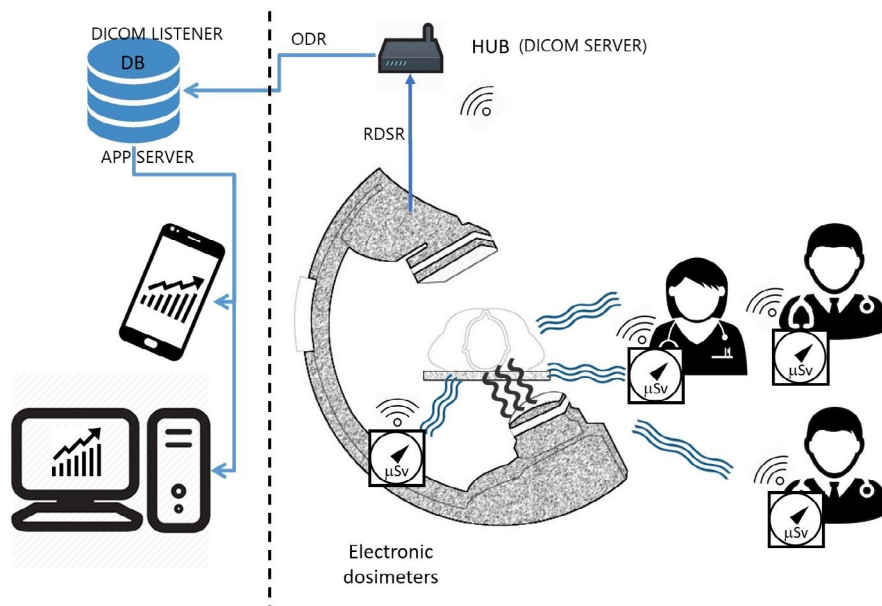 DICOM LISTENER
DB
APP SERVER
ODR
HUB (DICOM SERVER)
RDSR
μSv
μSv
μSv
μSv
Electronic
dosimeters